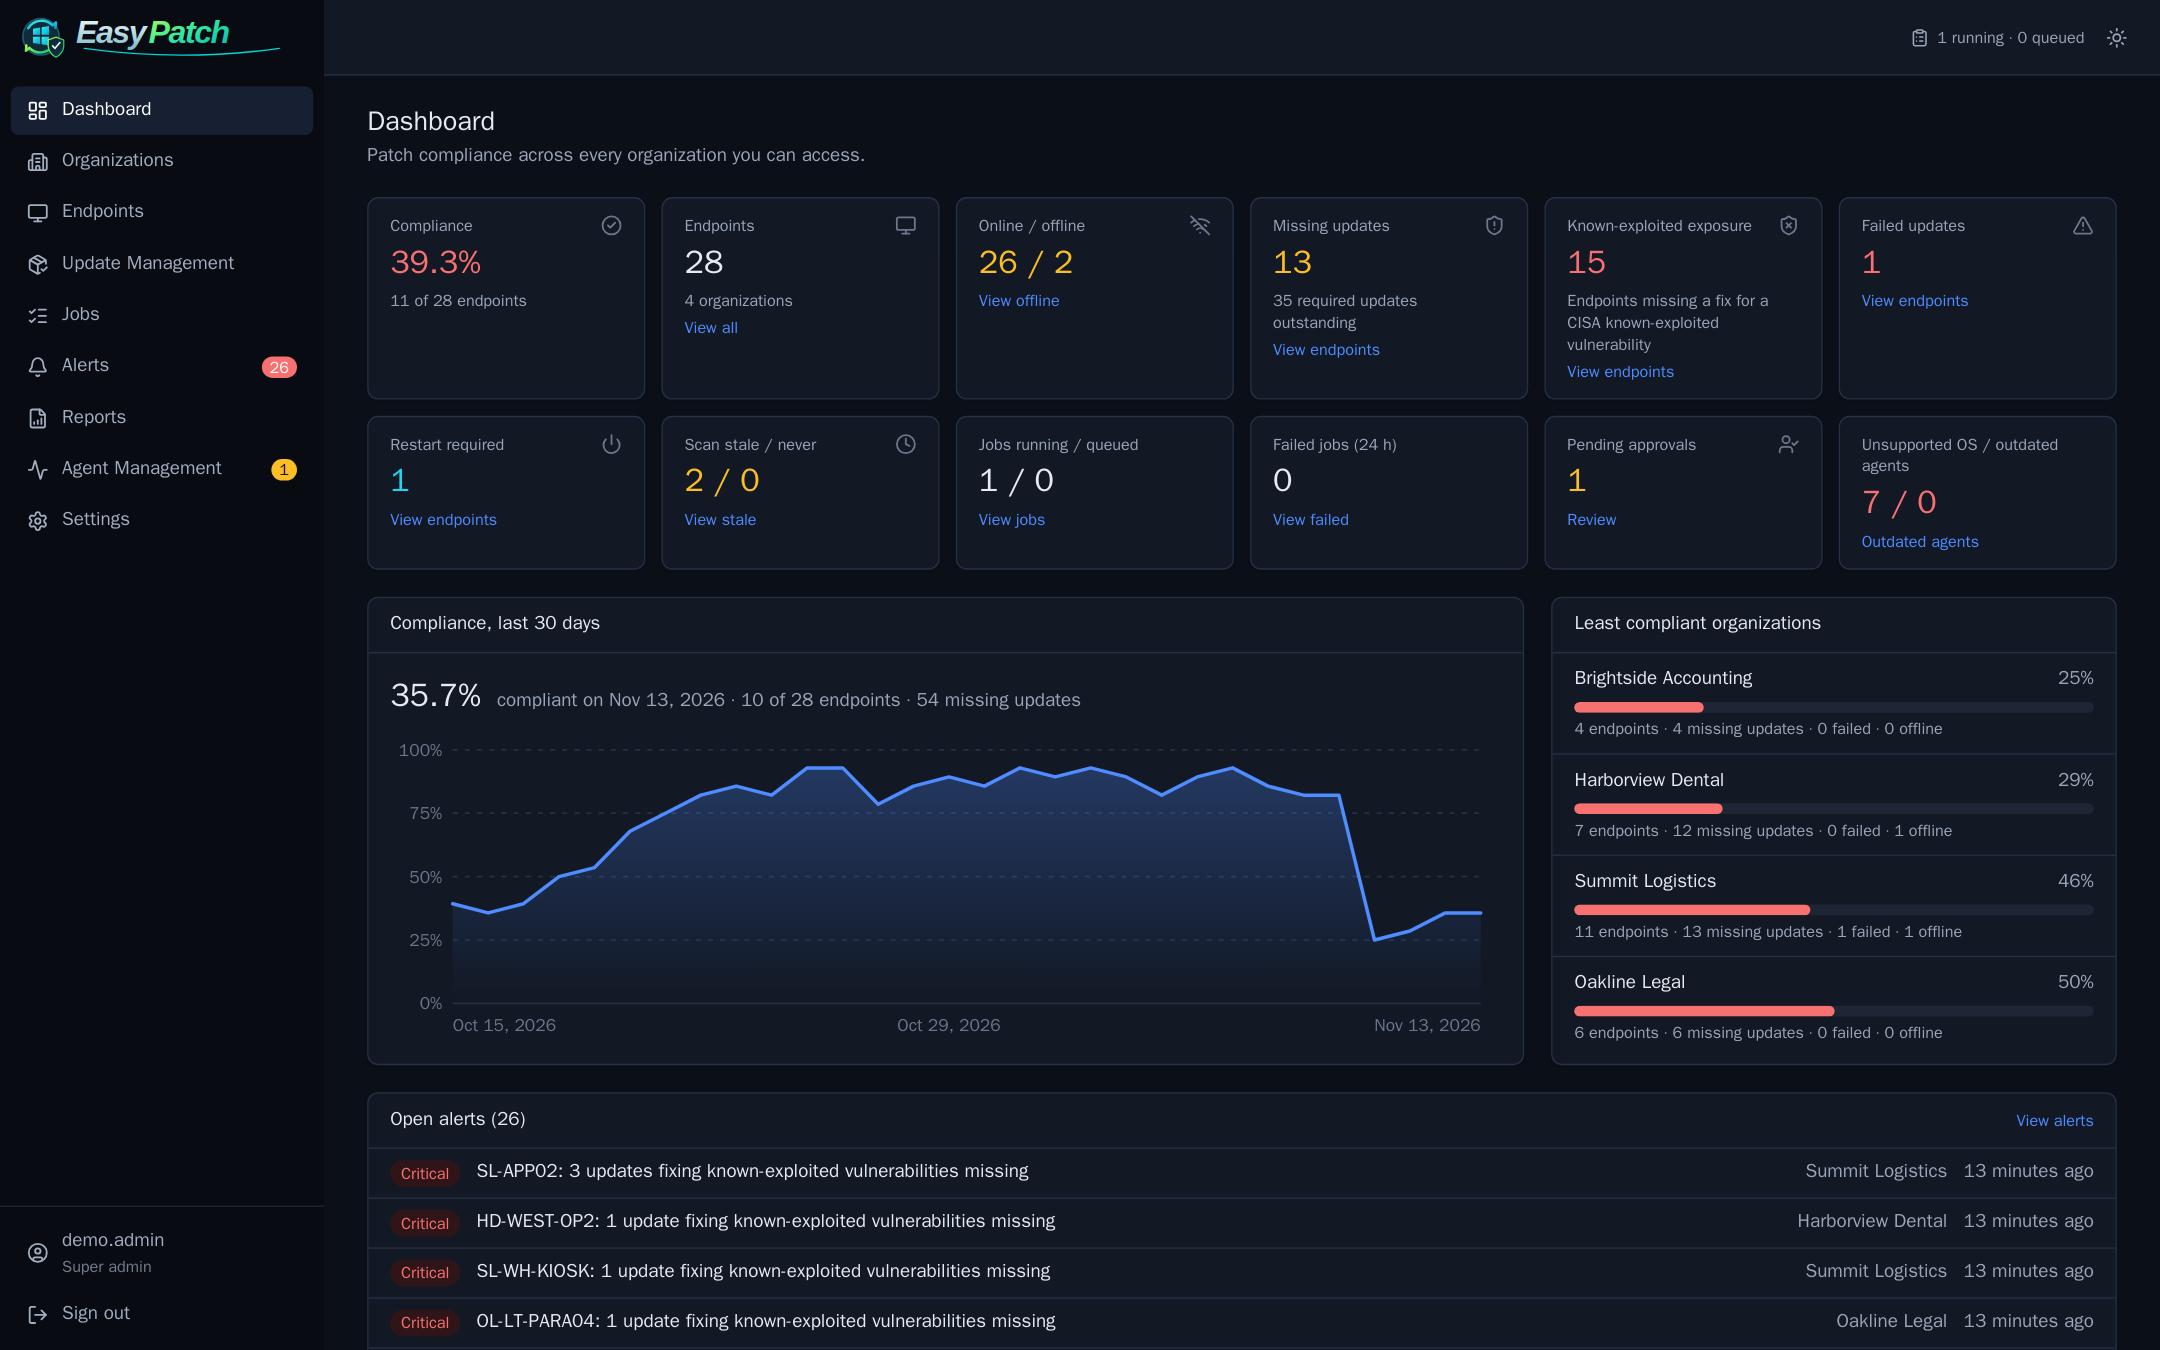 EasyPatch
1 running · 0 queued
Dashboard
Organizations
Endpoints
Update Management
Jobs
Alerts 26
Reports
Agent Management 1
Settings
demo.admin
Super admin
Sign out
Dashboard
Patch compliance across every organization you can access.
Compliance
39.3%
11 of 28 endpoints
Endpoints
28
4 organizations
View all
Online / offline
26 / 2
View offline
Missing updates
13
35 required updates
outstanding
View endpoints
Known-exploited exposure
15
Endpoints missing a fix for a
CISA known-exploited
vulnerability
View endpoints
Failed updates
1
View endpoints
Restart required
1
View endpoints
Scan stale / never
2 / 0
View stale
Jobs running / queued
1 / 0
View jobs
Failed jobs (24 h)
0
View failed
Pending approvals
1
Review
Unsupported OS / outdated
agents
7 / 0
Outdated agents
Compliance, last 30 days
35.7% compliant on Nov 13, 2026 · 10 of 28 endpoints · 54 missing updates
100%
75%
50%
25%
0%
Oct 15, 2026 Oct 29, 2026 Nov 13, 2026
Least compliant organizations
Brightside Accounting 25%
4 endpoints · 4 missing updates · 0 failed · 0 offline
Harborview Dental 29%
7 endpoints · 12 missing updates · 0 failed · 1 offline
Summit Logistics 46%
11 endpoints · 13 missing updates · 1 failed · 1 offline
Oakline Legal 50%
6 endpoints · 6 missing updates · 0 failed · 0 offline
Open alerts (26) View alerts
Critical SL-APP02: 3 updates fixing known-exploited vulnerabilities missing Summit Logistics 13 minutes ago
Critical HD-WEST-OP2: 1 update fixing known-exploited vulnerabilities missing Harborview Dental 13 minutes ago
Critical SL-WH-KIOSK: 1 update fixing known-exploited vulnerabilities missing Summit Logistics 13 minutes ago
Critical OL-LT-PARA04: 1 update fixing known-exploited vulnerabilities missing Oakline Legal 13 minutes ago